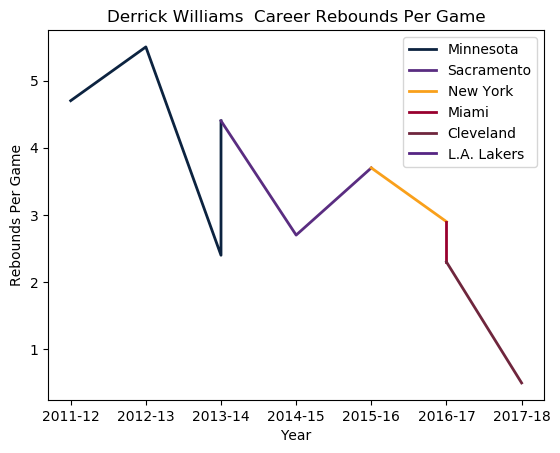 Derrick Williams  Career Rebounds Per Game
Minnesota
Sacramento
New York
Miami
Cleveland
L.A. Lakers
Rebounds Per Game
5
4
3
2
1
2011-12 2012-13 2013-14 2014-15 2015-16 2016-17 2017-18
Year